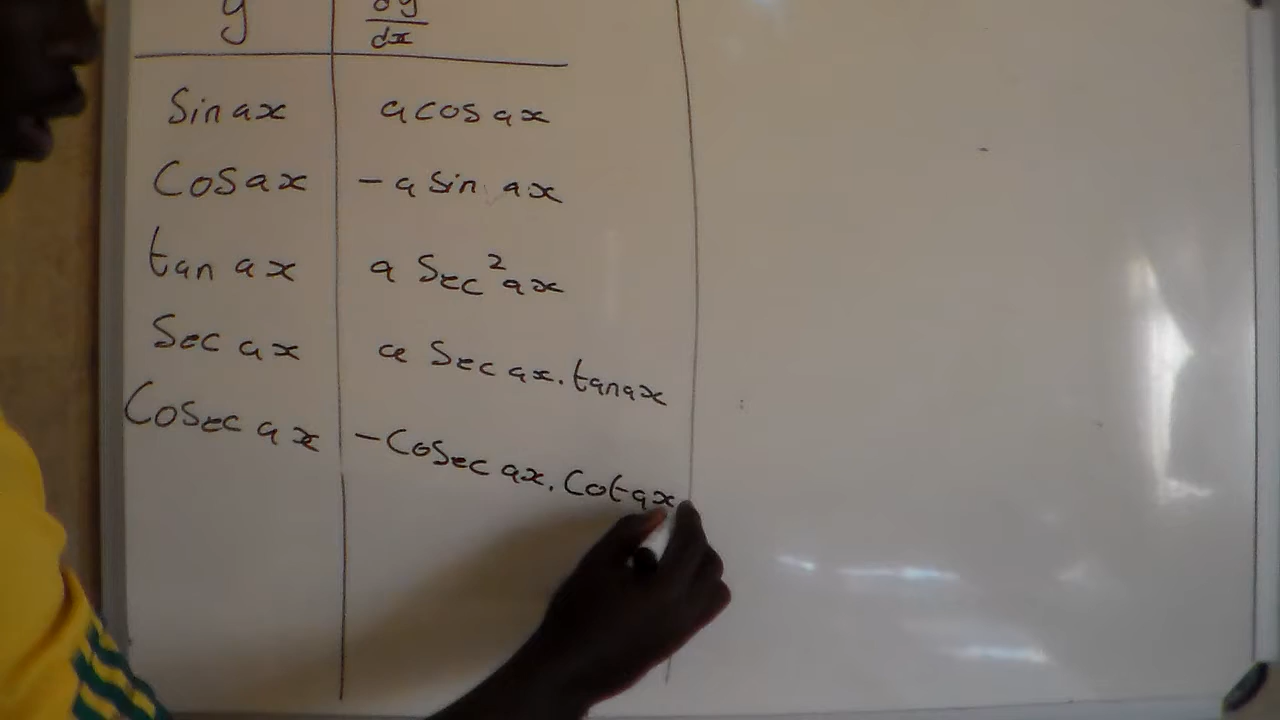 y dy/dx
Sin ax a cos ax
Cos ax - a Sin ax
tan ax a Sec² ax
Sec ax a Sec ax . tan ax
Cosec ax - Cosec ax . Cot ax